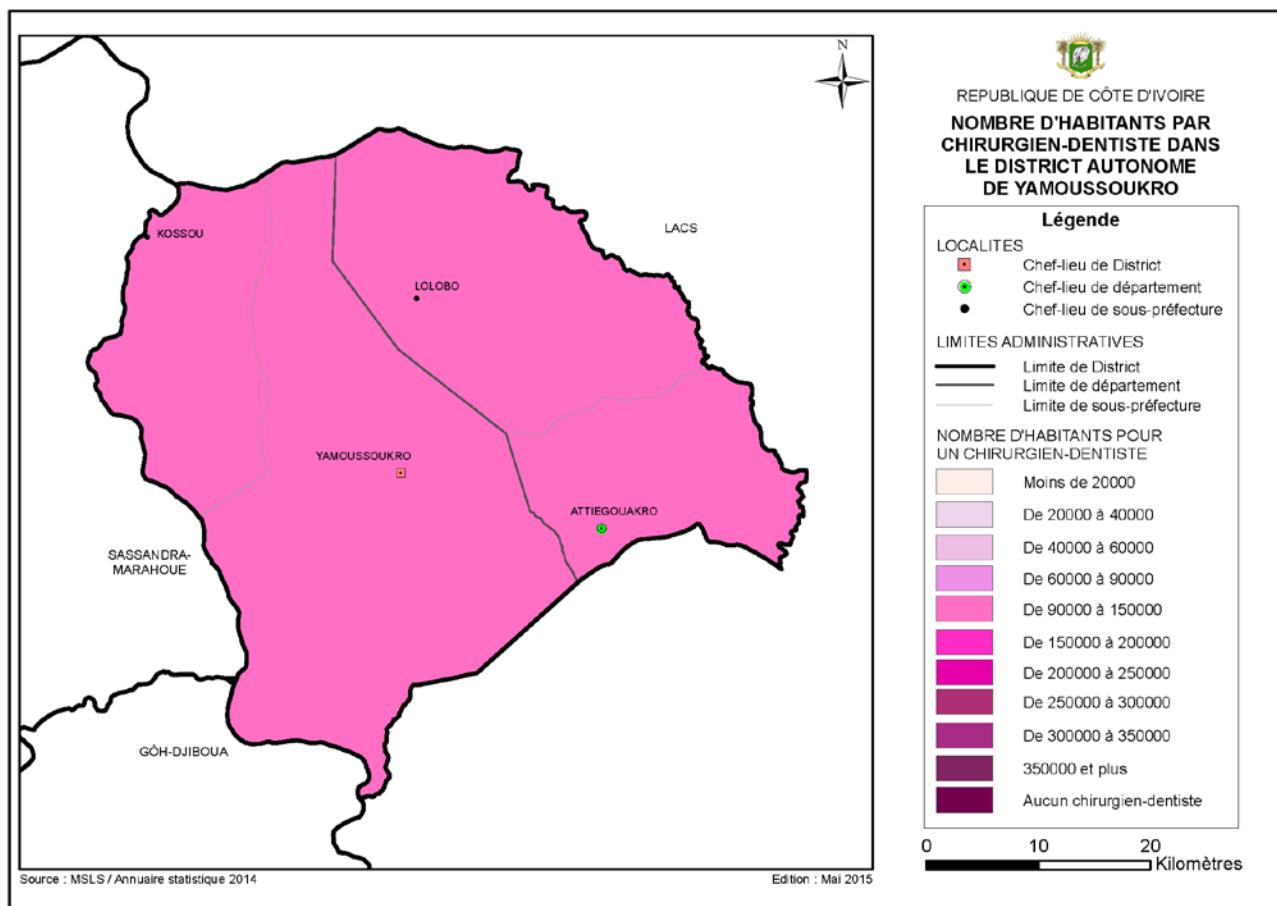 N
KOSSOU
LOLOBO
LACS
YAMOUSSOUKRO
ATTIEGOUAKRO
SASSANDRA-
MARAHOUE
GÔH-DJIBOUA
Source : MSLS / Annuaire statistique 2014
Edition : Mai 2015
REPUBLIQUE DE CÔTE D'IVOIRE
NOMBRE D'HABITANTS PAR
CHIRURGIEN-DENTISTE DANS
LE DISTRICT AUTONOME
DE YAMOUSSOUKRO
Légende
LOCALITES
Chef-lieu de District
Chef-lieu de département
Chef-lieu de sous-préfecture
LIMITES ADMINISTRATIVES
Limite de District
Limite de département
Limite de sous-préfecture
NOMBRE D'HABITANTS POUR
UN CHIRURGIEN-DENTISTE
Moins de 20000
De 20000 à 40000
De 40000 à 60000
De 60000 à 90000
De 90000 à 150000
De 150000 à 200000
De 200000 à 250000
De 250000 à 300000
De 300000 à 350000
350000 et plus
Aucun chirurgien-dentiste
0 10 20
Kilomètres